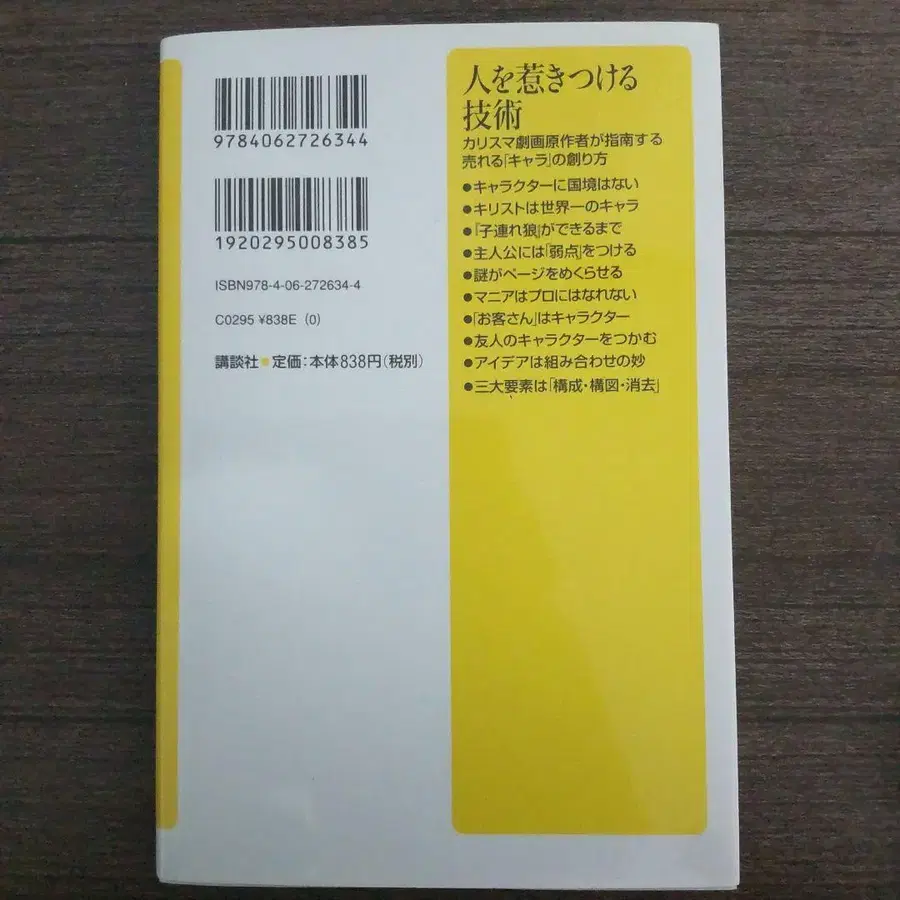 9784062726344
1920295008385
ISBN978-4-06-272634-4
C0295 ¥838E (0)
講談社●定価:本体838円(税別)
人を惹きつける
技術
カリスマ劇画原作者が指南する
売れる「キャラ」の創り方
●キャラクターに国境はない
●キリストは世界一のキャラ
●『子連れ狼』ができるまで
●主人公には「弱点」をつける
●謎がページをめくらせる
●マニアはプロにはなれない
●「お客さん」はキャラクター
●友人のキャラクターをつかむ
●アイデアは組み合わせの妙
●三大要素は「構成・構図・消去」